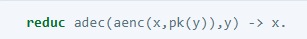 reduc adec(aenc(x,pk(y)),y) -> x.